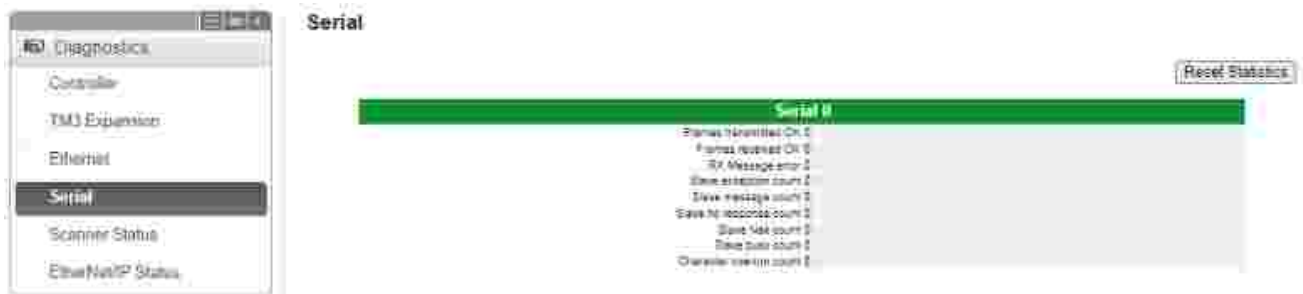 Serial
Diagnostics
Reset Statistics
Controller
TM3 Expansion
Ethernet
Serial
Scanner Status
EtherNet/IP Status
Serial 0
Frames transmitted OK 0
Frames received OK 0
RX Message error 0
Slave exception count 0
Slave message count 0
Slave no response count 0
Slave NAK count 0
Slave busy count 0
Character overrun count 0